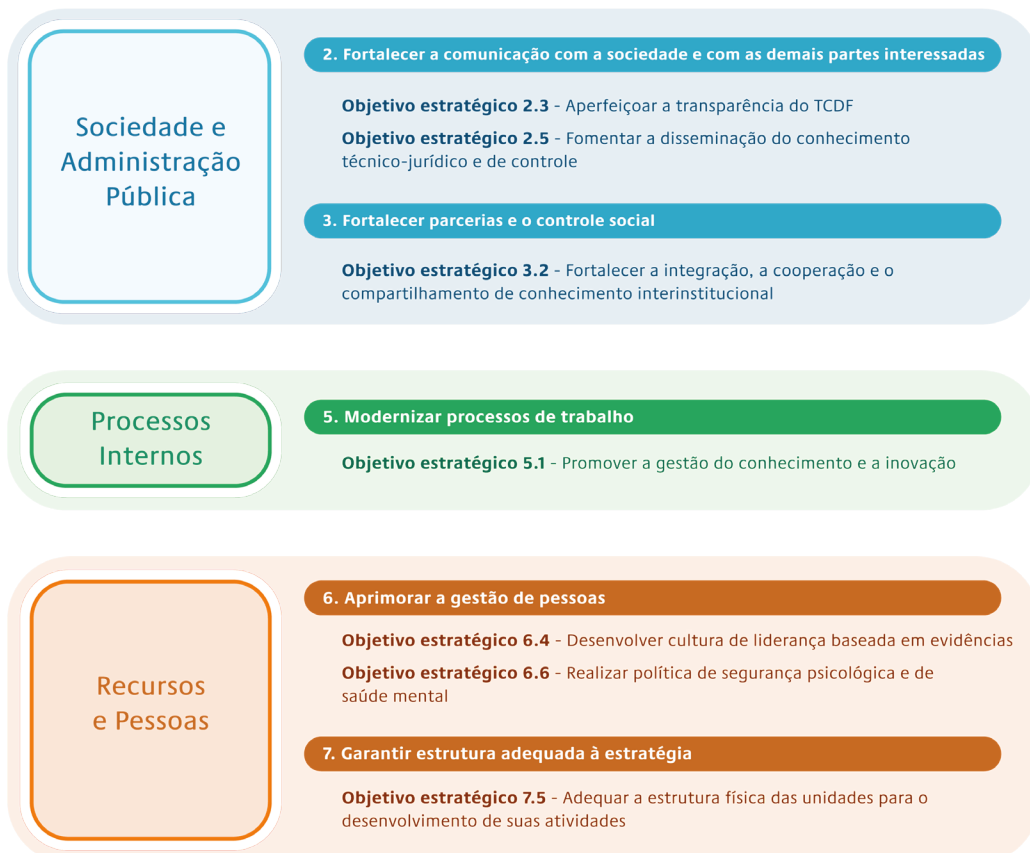 Sociedade e
Administração
Pública
2. Fortalecer a comunicação com a sociedade e com as demais partes interessadas
Objetivo estratégico 2.3 - Aperfeiçoar a transparência do TCDF
Objetivo estratégico 2.5 - Fomentar a disseminação do conhecimento
técnico-jurídico e de controle
3. Fortalecer parcerias e o controle social
Objetivo estratégico 3.2 - Fortalecer a integração, a cooperação e o
compartilhamento de conhecimento interinstitucional
Processos
Internos
5. Modernizar processos de trabalho
Objetivo estratégico 5.1 - Promover a gestão do conhecimento e a inovação
Recursos
e Pessoas
6. Aprimorar a gestão de pessoas
Objetivo estratégico 6.4 - Desenvolver cultura de liderança baseada em evidências
Objetivo estratégico 6.6 - Realizar política de segurança psicológica e de
saúde mental
7. Garantir estrutura adequada à estratégia
Objetivo estratégico 7.5 - Adequar a estrutura física das unidades para o
desenvolvimento de suas atividades